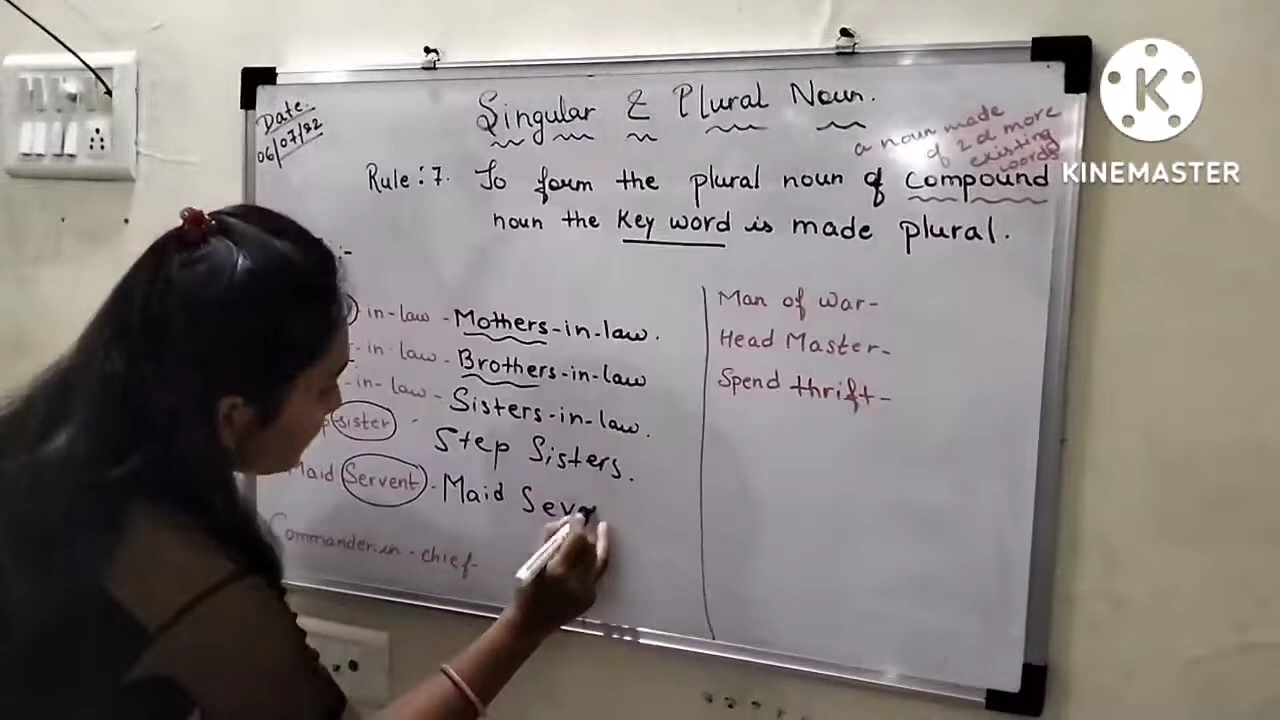 Date.
06/07/22
Singular & Plural Noun.
a noun made
of 2 or more
existing
words
Rule : 7. To form the plural noun of Compound
noun the Key word is made plural.
in-law - Mothers-in-law.
in-law - Brothers-in-law
-in-law - Sisters-in-law.
sister - Step Sisters.
Maid Servent - Maid Sev
Commander-in-chief-
Man of war-
Head Master-
Spend thrift-
K
KINEMASTER